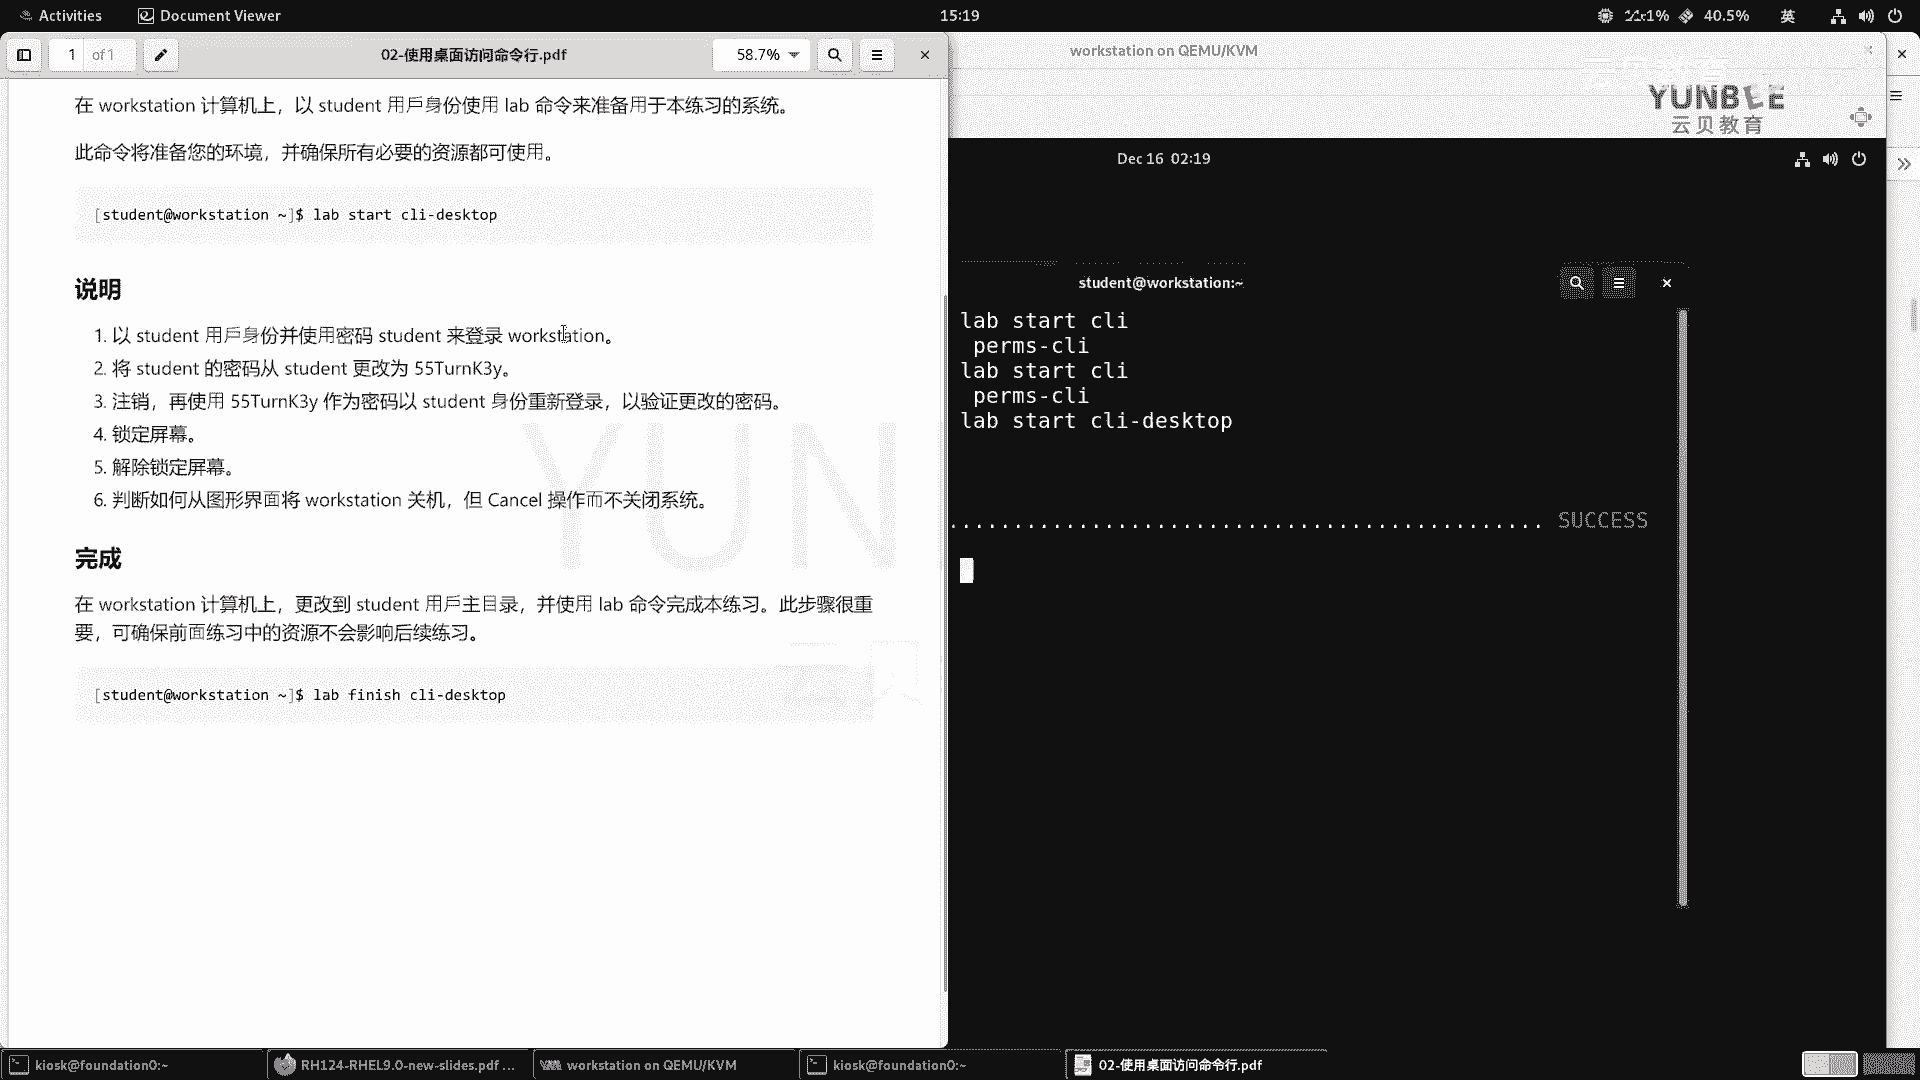 Activities
Document Viewer
15:19
40.5%
英
1 of 1
02-使用桌面访问命令行.pdf
58.7%
workstation on QEMU/KVM
YUNBEE
云贝教育
在 workstation 计算机上，以 student 用戶身份使用 lab 命令来准备用于本练习的系统。
此命令将准备您的环境，并确保所有必要的资源都可使用。
[student@workstation ~]$ lab start cli-desktop
说明
1. 以 student 用戶身份并使用密码 student 来登录 workstation。
2. 将 student 的密码从 student 更改为 55TurnK3y。
3. 注销，再使用 55TurnK3y 作为密码以 student 身份重新登录，以验证更改的密码。
4. 锁定屏幕。
5. 解除锁定屏幕。
6. 判断如何从图形界面将 workstation 关机，但 Cancel 操作而不关闭系统。
完成
在 workstation 计算机上，更改到 student 用戶主目录，并使用 lab 命令完成本练习。此步骤很重
要，可确保前面练习中的资源不会影响后续练习。
[student@workstation ~]$ lab finish cli-desktop
YUN
Dec 16 02:19
student@workstation:~
lab start cli
perms-cli
lab start cli
perms-cli
lab start cli-desktop
SUCCESS
kiosk@foundation0:~
RH124-RHEL9.0-new-slides.pdf ...
workstation on QEMU/KVM
kiosk@foundation0:~
02-使用桌面访问命令行.pdf